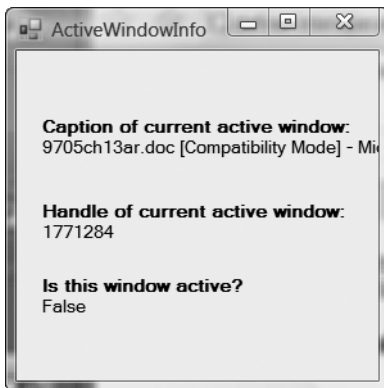 ActiveWindowInfo
Caption of current active window:
9705ch13ar.doc [Compatibility Mode] - Mic
Handle of current active window:
1771284
Is this window active?
False